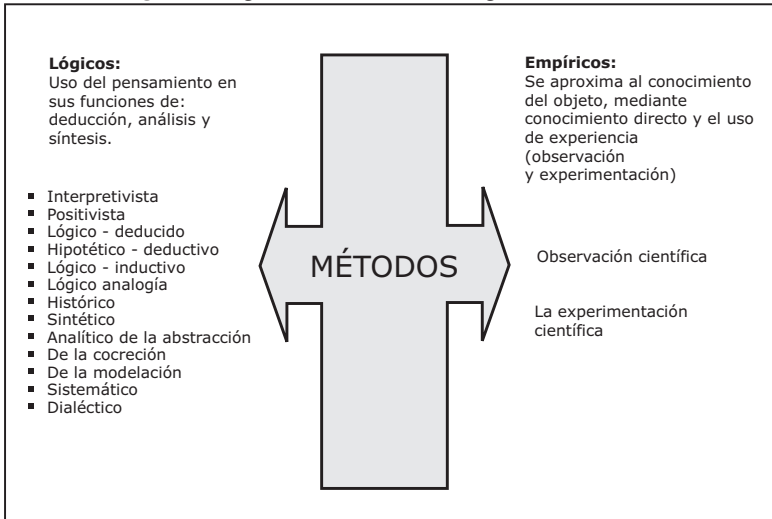 Lógicos:
Uso del pensamiento en
sus funciones de:
deducción, análisis y
síntesis.
Interpretivista
Positivista
Lógico - deducido
Hipotético - deductivo
Lógico - inductivo
Lógico analogía
Histórico
Sintético
Analítico de la abstracción
De la cocreción
De la modelación
Sistemático
Dialéctico
MÉTODOS
Empíricos:
Se aproxima al conocimiento
del objeto, mediante
conocimiento directo y el uso
de experiencia
(observación
y experimentación)
Observación científica
La experimentación
científica